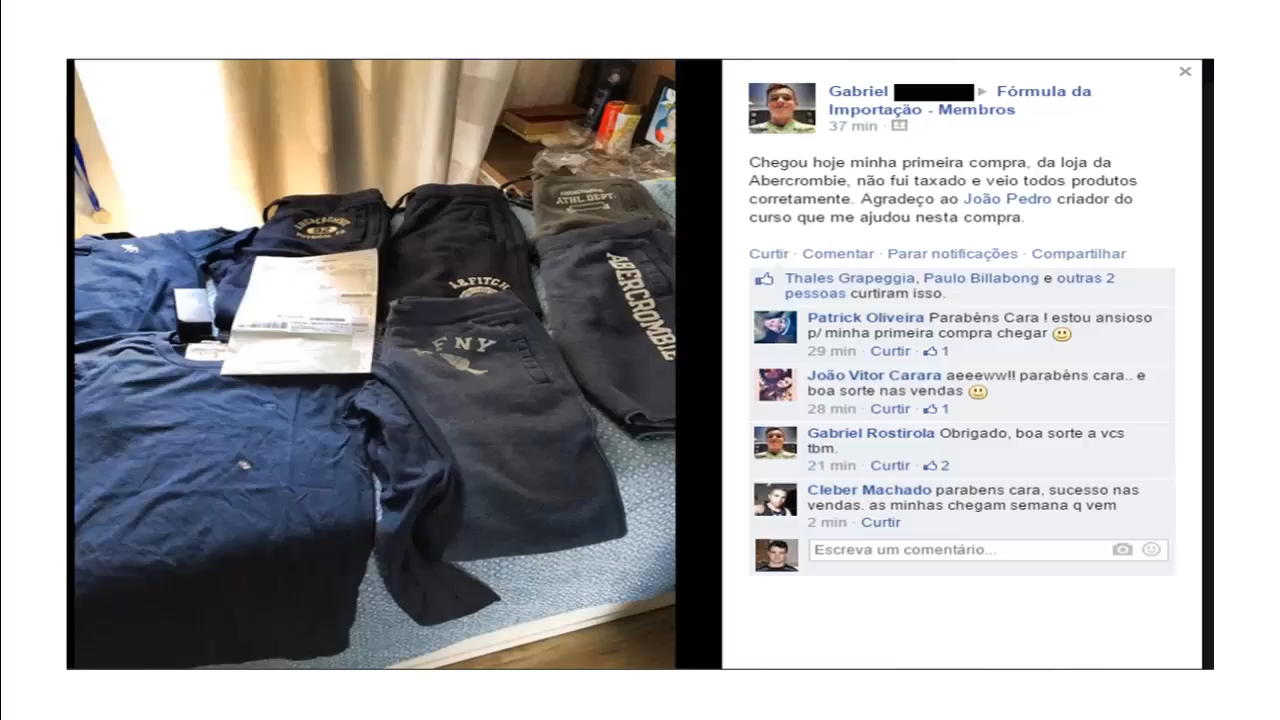 Gabriel
Fórmula da
Importação - Membros
37 min ·
Chegou hoje minha primeira compra, da loja da
Abercrombie, não fui taxado e veio todos produtos
corretamente. Agradeço ao João Pedro criador do
curso que me ajudou nesta compra.
Curtir · Comentar · Parar notificações · Compartilhar
Thales Grapeggia, Paulo Billabong e outras 2
pessoas curtiram isso.
Patrick Oliveira Parabéns Cara ! estou ansioso
p/ minha primeira compra chegar
29 min · Curtir · 1
João Vitor Carara aeeeww!! parabéns cara.. e
boa sorte nas vendas
28 min · Curtir · 1
Gabriel Rostirola Obrigado, boa sorte a vcs
tbm.
21 min · Curtir · 2
Cleber Machado parabens cara, sucesso nas
vendas. as minhas chegam semana q vem
2 min · Curtir
Escreva um comentário...
ABERCROMBIE
92
ATHL DEPT.
A&FITCH
ABERCROMBIE
AFNY